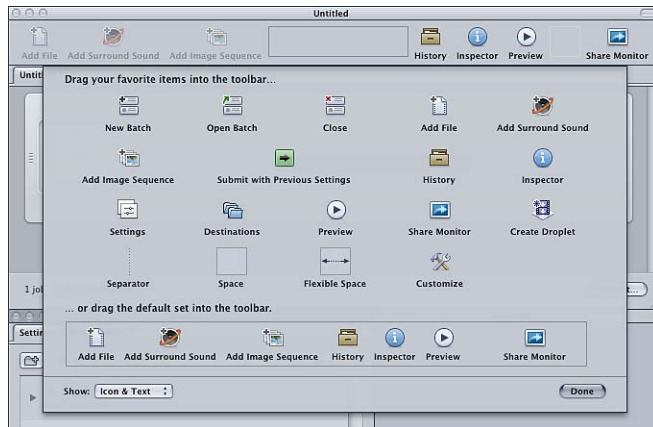 Untitled
Add File Add Surround Sound Add Image Sequence History Inspector Preview Share Monitor
Drag your favorite items into the toolbar...
New Batch Open Batch Close Add File Add Surround Sound
Add Image Sequence Submit with Previous Settings History Inspector
Settings Destinations Preview Share Monitor Create Droplet
Separator Space Flexible Space Customize
1 jo
... or drag the default set into the toolbar.
Add File Add Surround Sound Add Image Sequence History Inspector Preview Share Monitor
Show: Icon & Text Done